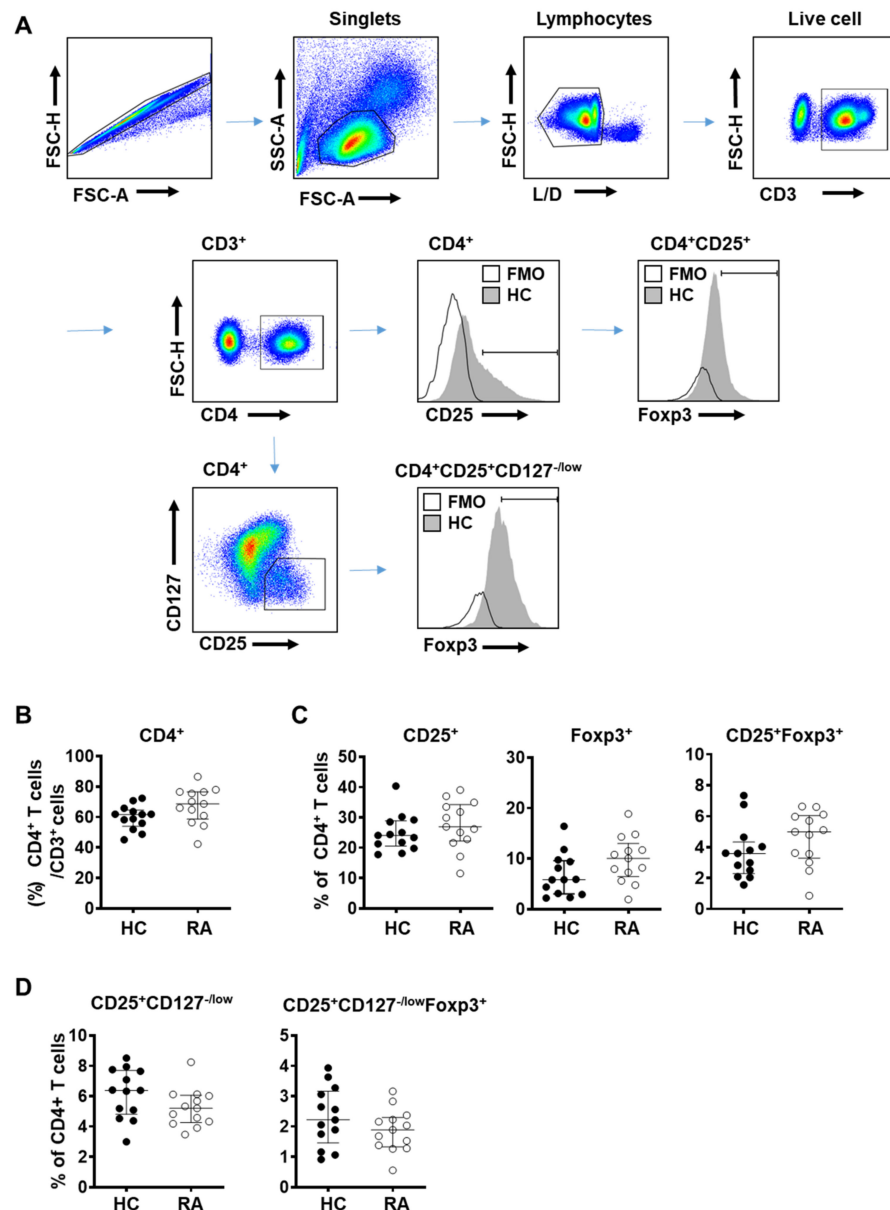 A
Singlets
Lymphocytes
Live cell
FSC-H
FSC-A
SSC-A
FSC-A
FSC-H
L/D
FSC-H
CD3
CD3⁺
CD4⁺
CD4⁺CD25⁺
FSC-H
CD4
FMO
HC
CD25
FMO
HC
Foxp3
CD4⁺
CD4⁺CD25⁺CD127⁻/ˡᵒʷ
CD127
CD25
FMO
HC
Foxp3
B
CD4⁺
(%) CD4⁺ T cells
/CD3⁺ cells
100
80
60
40
20
0
HC RA
C
CD25⁺
% of CD4⁺ T cells
50
40
30
20
10
0
HC RA
Foxp3⁺
30
20
10
0
HC RA
CD25⁺Foxp3⁺
8
6
4
2
0
HC RA
D
CD25⁺CD127⁻/ˡᵒʷ
% of CD4+ T cells
10
8
6
4
2
0
HC RA
CD25⁺CD127⁻/ˡᵒʷFoxp3⁺
5
4
3
2
1
0
HC RA